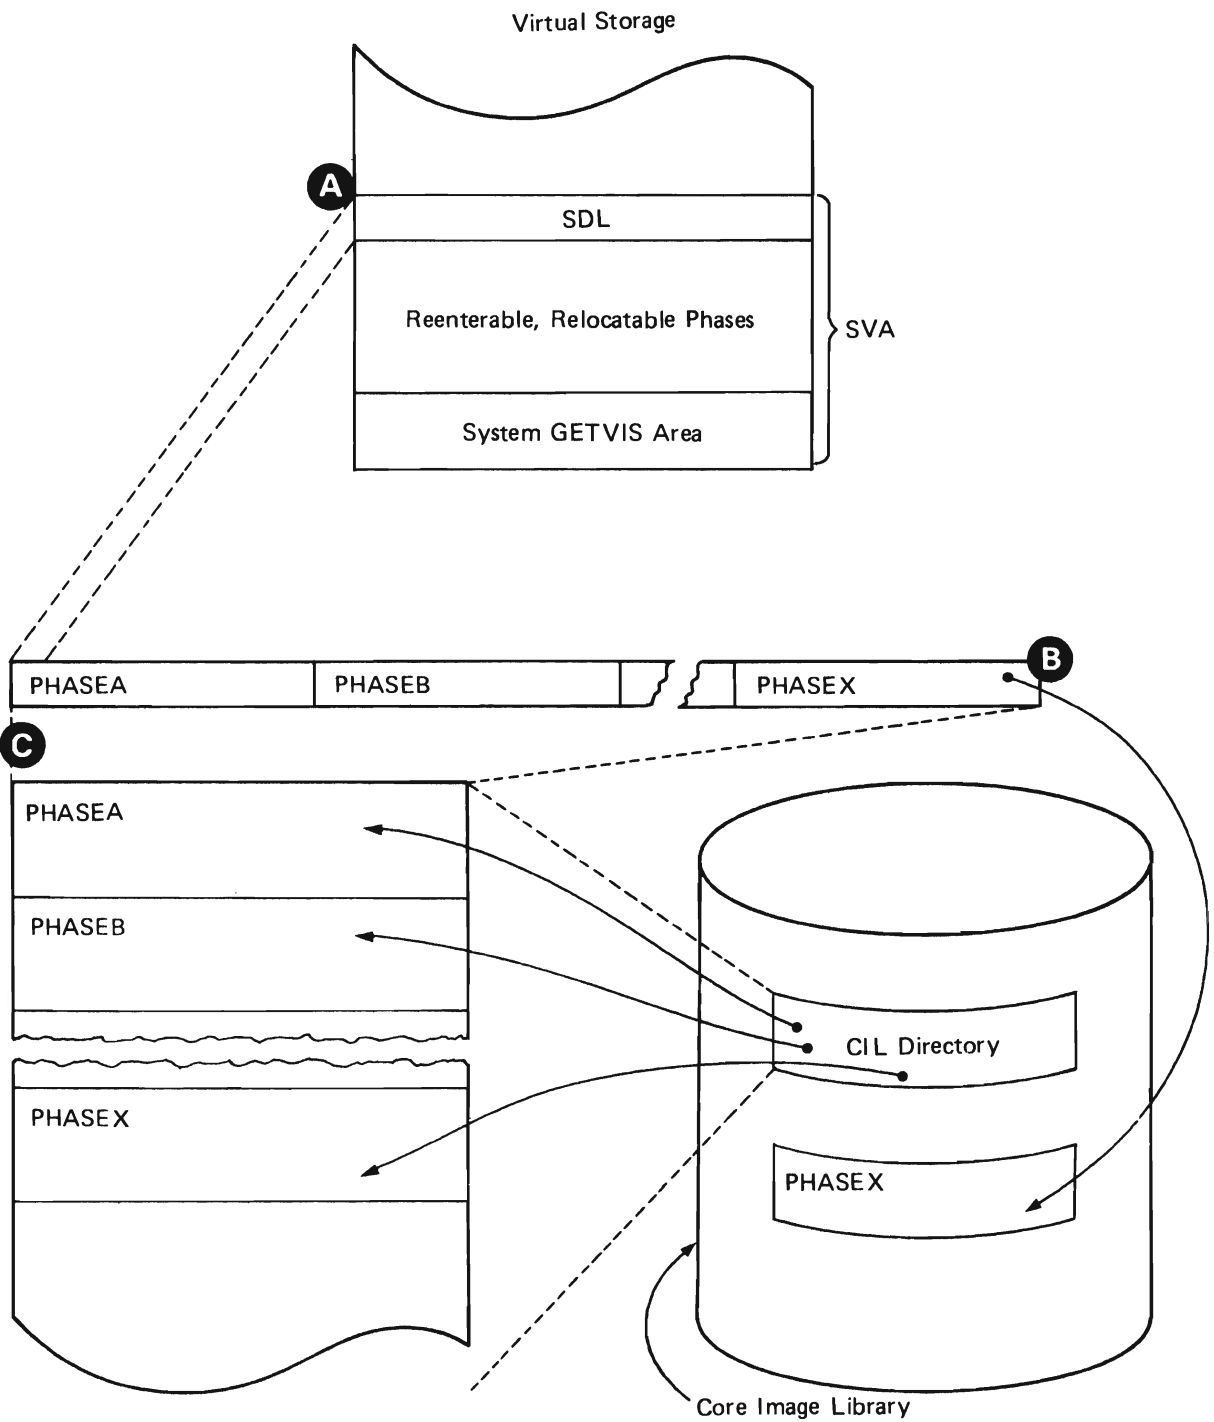 Virtual Storage
A
SDL
Reenterable, Relocatable Phases
SVA
System GETVIS Area
B
PHASEA
PHASEB
PHASEX
C
PHASEA
PHASEB
CIL Directory
PHASEX
PHASEX
Core Image Library